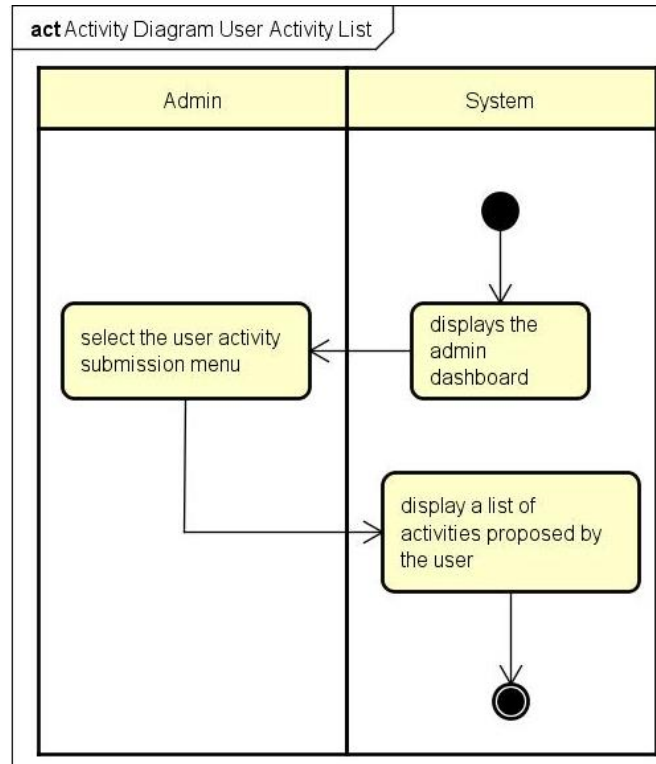 act Activity Diagram User Activity List
Admin
System
displays the
admin
dashboard
select the user activity
submission menu
display a list of
activities proposed by
the user